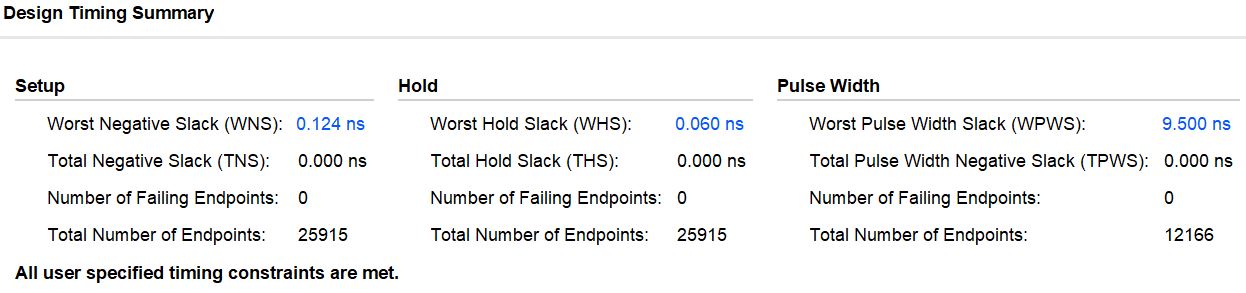 Design Timing Summary
Setup Hold Pulse Width
Worst Negative Slack (WNS): 0.124 ns Worst Hold Slack (WHS): 0.060 ns Worst Pulse Width Slack (WPWS): 9.500 ns
Total Negative Slack (TNS): 0.000 ns Total Hold Slack (THS): 0.000 ns Total Pulse Width Negative Slack (TPWS): 0.000 ns
Number of Failing Endpoints: 0 Number of Failing Endpoints: 0 Number of Failing Endpoints: 0
Total Number of Endpoints: 25915 Total Number of Endpoints: 25915 Total Number of Endpoints: 12166
All user specified timing constraints are met.